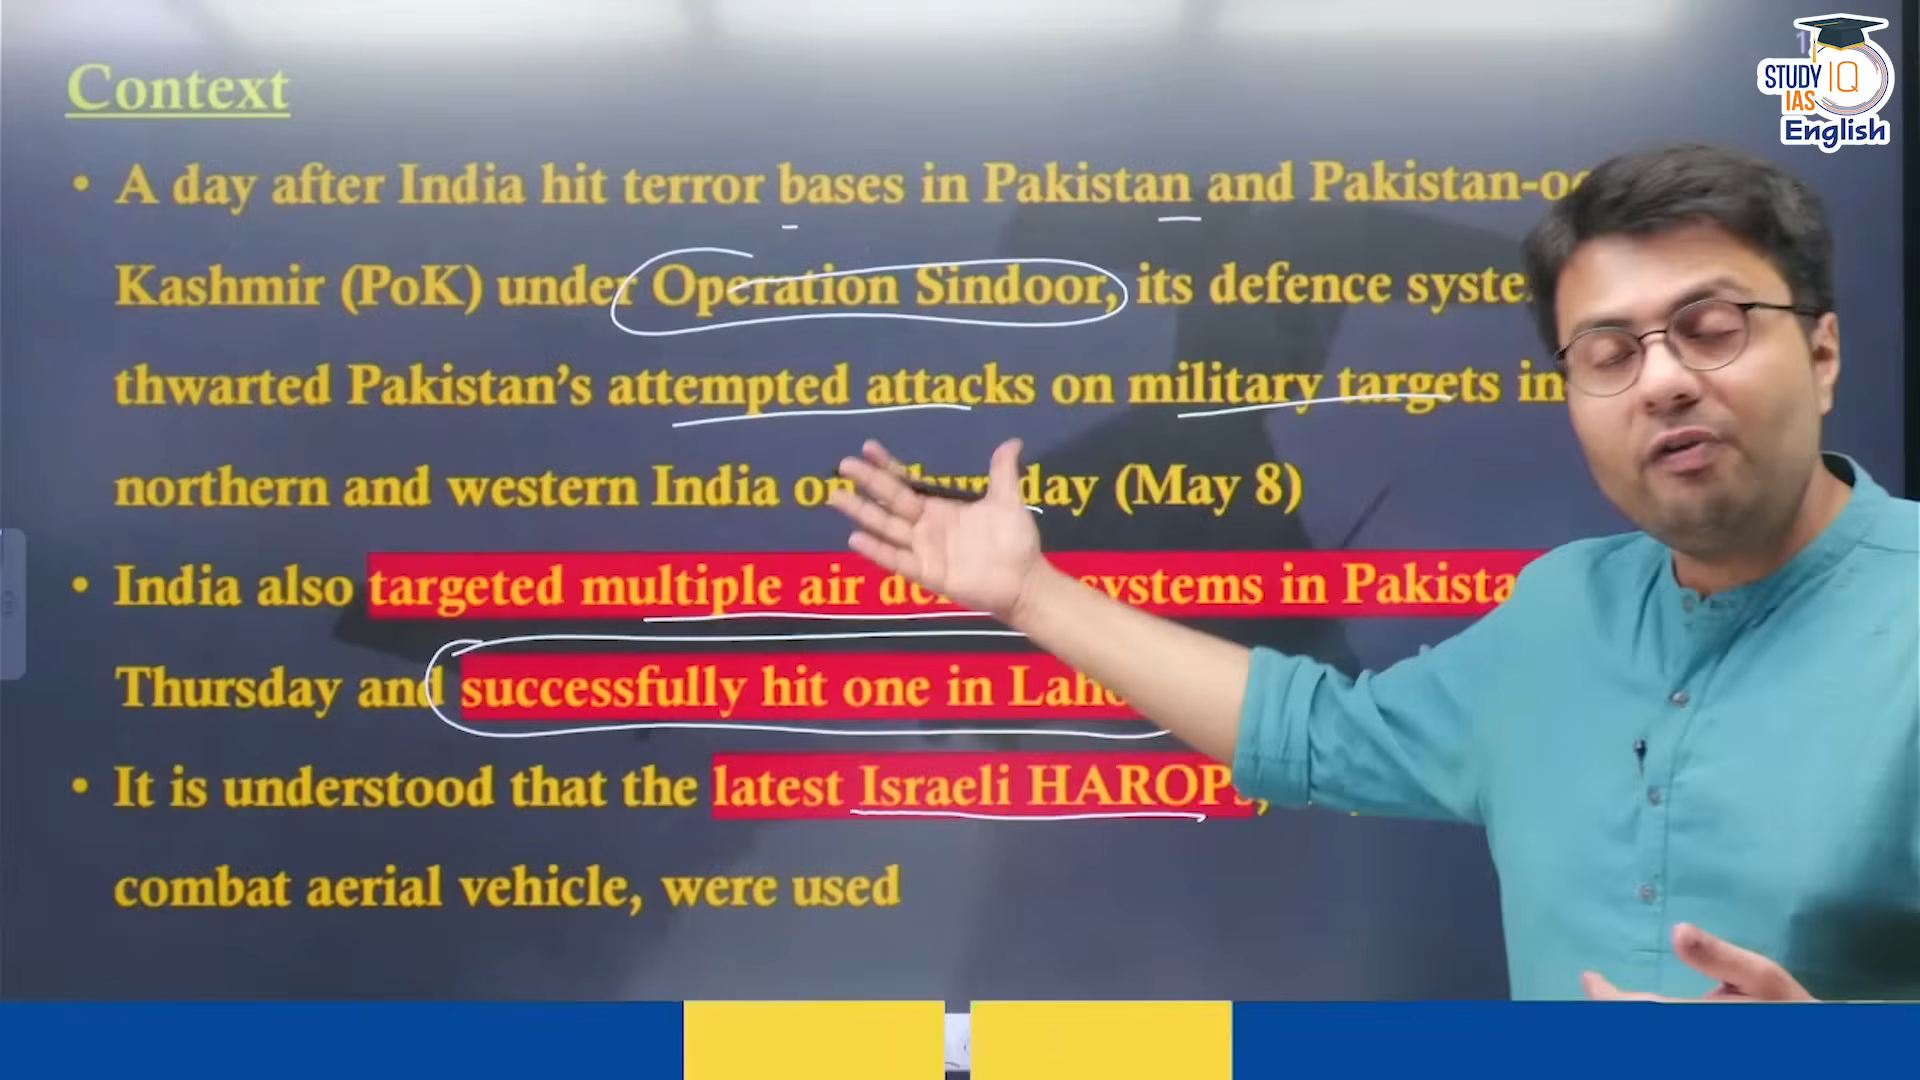 Context
• A day after India hit terror bases in Pakistan and Pakistan-oc
Kashmir (PoK) under Operation Sindoor, its defence syste
thwarted Pakistan's attempted attacks on military targets in
northern and western India on day (May 8)
• India also targeted multiple air systems in Pakista
Thursday and successfully hit one in Laho
• It is understood that the latest Israeli HAROPs,
combat aerial vehicle, were used
STUDY IQ
IAS
English